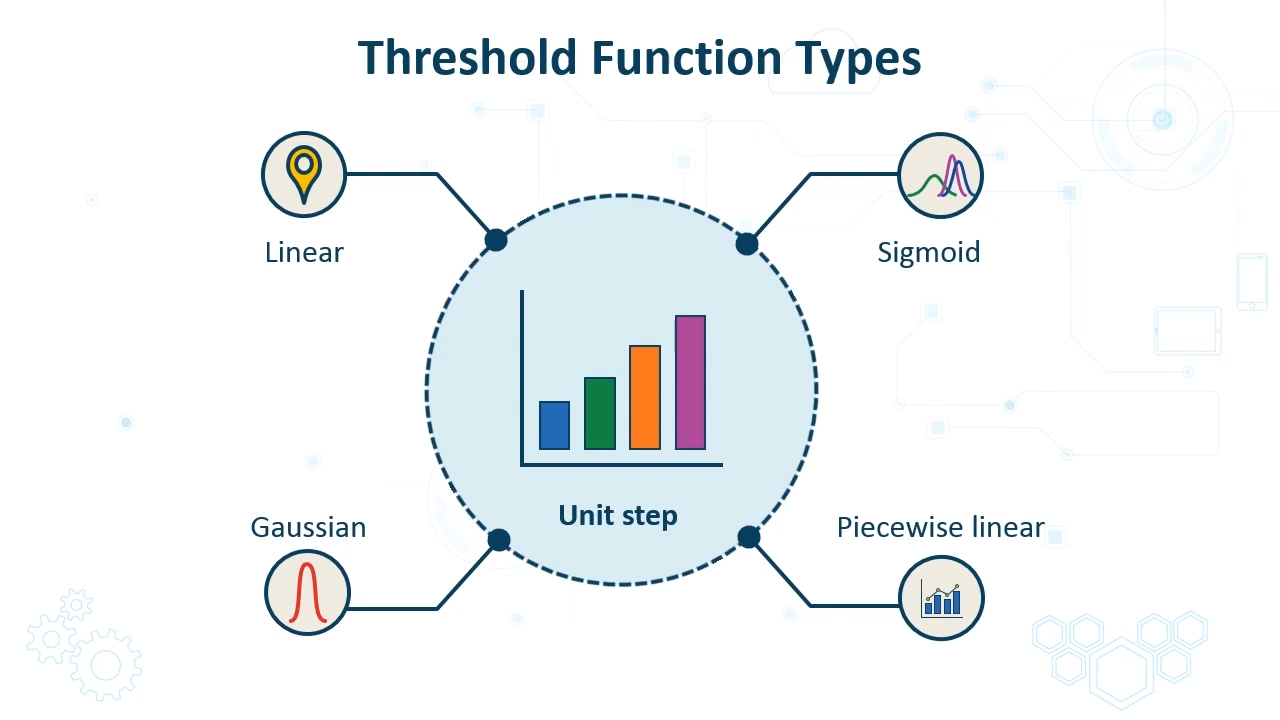 Threshold Function Types
Linear
Sigmoid
Unit step
Gaussian
Piecewise linear